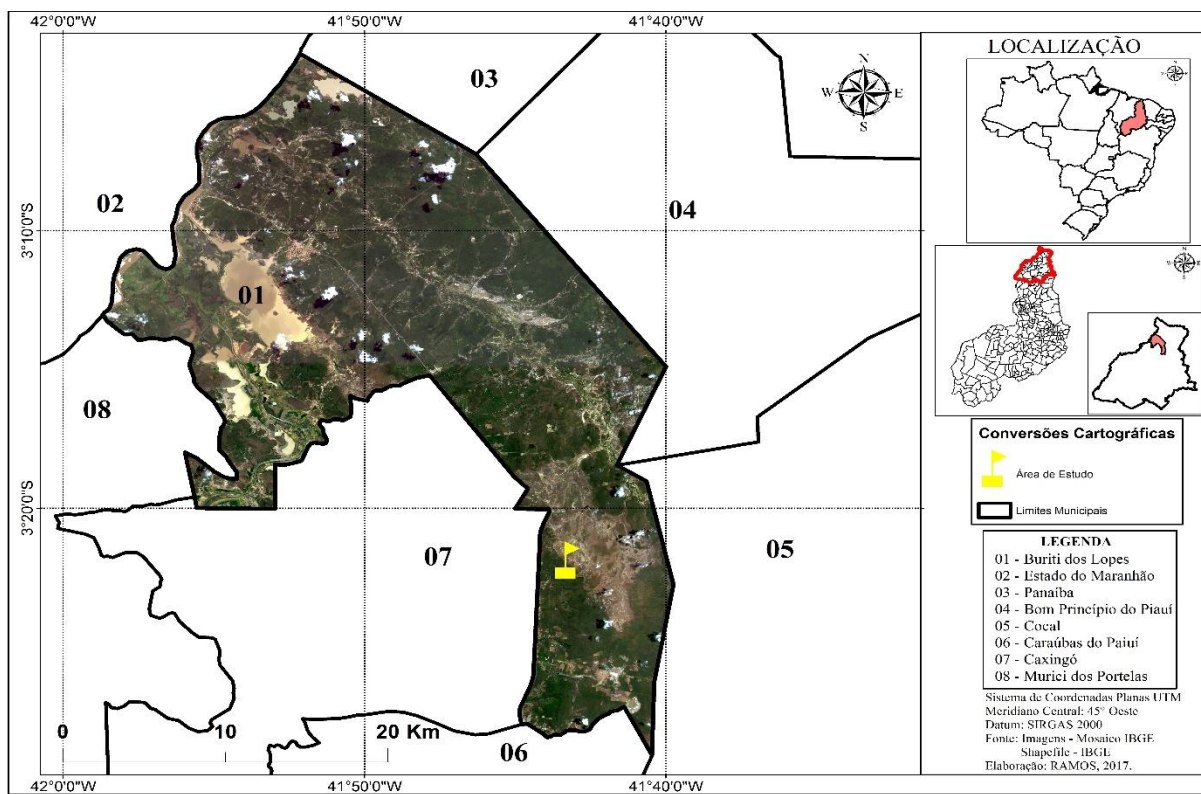 42°0'0"W
41°50'0"W
41°40'0"W
LOCALIZAÇÃO
N
W
E
S
03
02
04
01
08
07
05
06
3°10'0"S
3°20'0"S
0
10
20 Km
42°0'0"W
41°50'0"W
41°40'0"W
Conversões Cartográficas
Área de Estudo
Limites Municipais
LEGENDA
01 - Buriti dos Lopes
02 - Estado do Maranhão
03 - Panaíba
04 - Bom Princípio do Piauí
05 - Cocal
06 - Caraúbas do Paiuí
07 - Caxingó
08 - Murici dos Portelas
Sistema de Coordenadas Planas UTM
Meridiano Central: 45° Oeste
Datum: SIRGAS 2000
Fonte: Imagens - Mosaico IBGE
Shapefile - IBGE
Elaboração: RAMOS, 2017.